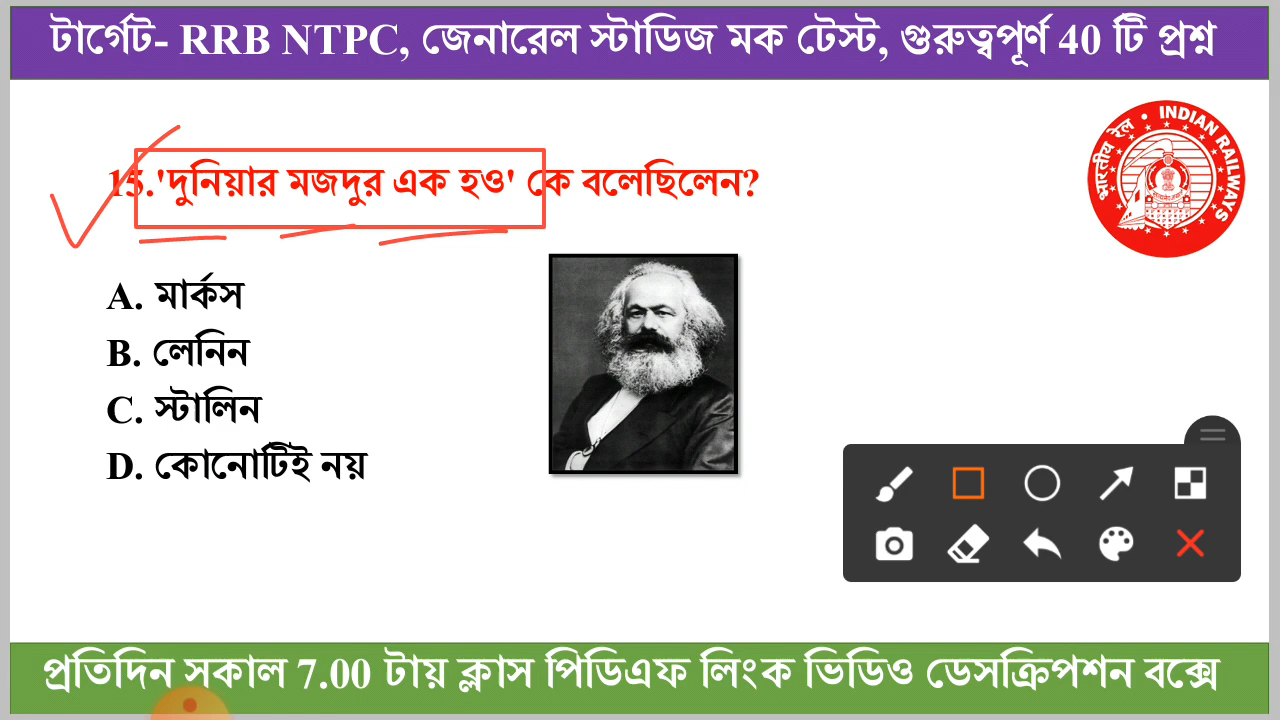 টার্গেট- RRB NTPC, জেনারেল স্টাডিজ মক টেস্ট, গুরুত্বপূর্ণ 40 টি প্রশ্ন
15.'দুনিয়ার মজদুর এক হও' কে বলেছিলেন?
A. মার্কস
B. লেনিন
C. স্টালিন
D. কোনোটিই নয়
भारतीय रेल • INDIAN RAILWAYS
প্রতিদিন সকাল 7.00 টায় ক্লাস পিডিএফ লিংক ভিডিও ডেসক্রিপশন বক্সে